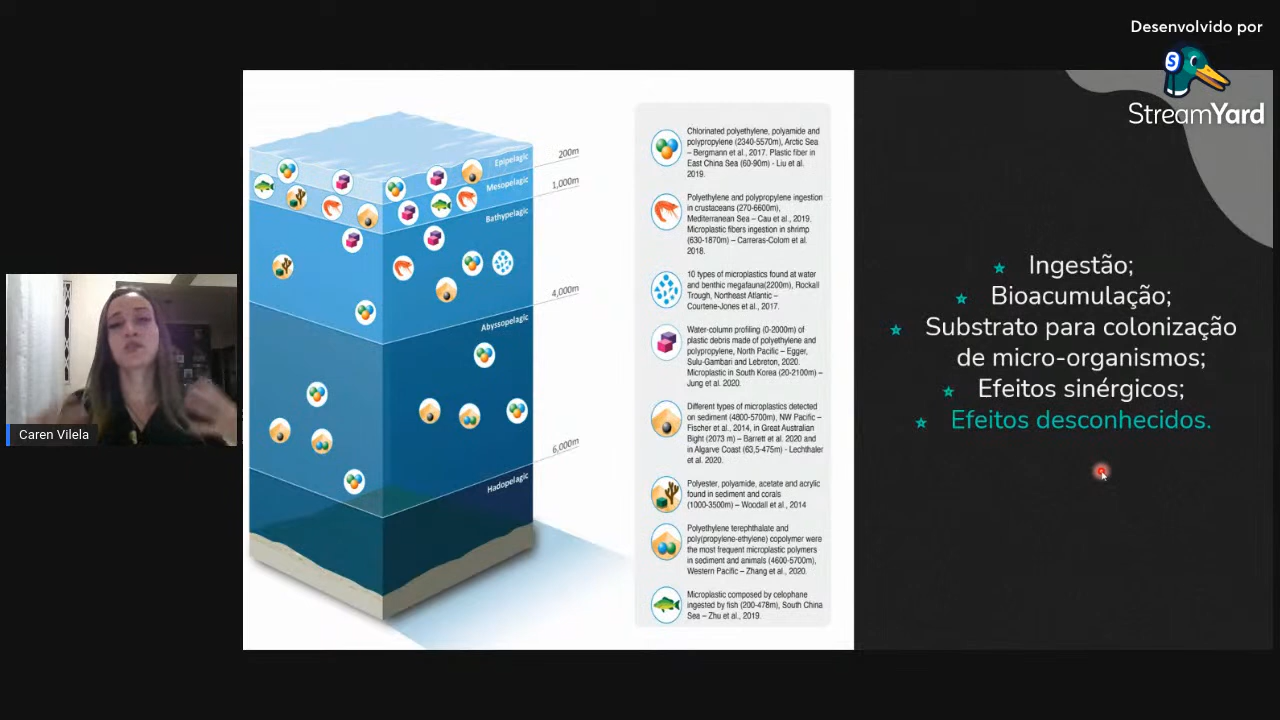 Desenvolvido por
StreamYard
Caren Vilela
200m
Epipelagic
1,000m
Mesopelagic
Bathypelagic
4,000m
Abyssopelagic
6,000m
Hadopelagic
Chlorinated polyethylene, polyamide and
polypropylene (2340-5570m), Arctic Sea
– Bergmann et al., 2017. Plastic fiber in
East China Sea (60-90m) - Liu et al.
2019.
Polyethylene and polypropylene ingestion
in crustaceans (270-6600m),
Mediterranean Sea – Cau et al., 2019.
Microplastic fibers ingestion in shrimp
(630-1870m) – Carreras-Colom et al.
2018.
10 types of microplastics found at water
and benthic megafauna(2200m), Rockall
Trough, Northeast Atlantic –
Courtene-Jones et al., 2017.
Water-column profiling (0-2000m) of
plastic debris made of polyethylene and
polypropylene, North Pacific – Egger,
Sulu-Gambari and Lebreton, 2020.
Microplastic in South Korea (20-2100m) –
Jung et al. 2020.
Different types of microplastics detected
on sediment (4800-5700m), NW Pacific –
Fischer et al., 2014, in Great Australian
Bight (2073 m) – Barrett et al. 2020 and
in Algarve Coast (63,5-475m) - Lechthaler
et al. 2020.
Polyester, polyamide, acetate and acrylic
found in sediment and corals
(1000-3500m) – Woodall et al., 2014
Polyethylene terephthalate and
poly(propylene-ethylene) copolymer were
the most frequent microplastic polymers
in sediment and animals (4600-5700m),
Western Pacific – Zhang et al., 2020.
Microplastic composed by celophane
ingested by fish (200-478m), South China
Sea – Zhu et al., 2019.
Ingestão;
Bioacumulação;
Substrato para colonização
de micro-organismos;
Efeitos sinérgicos;
Efeitos desconhecidos.